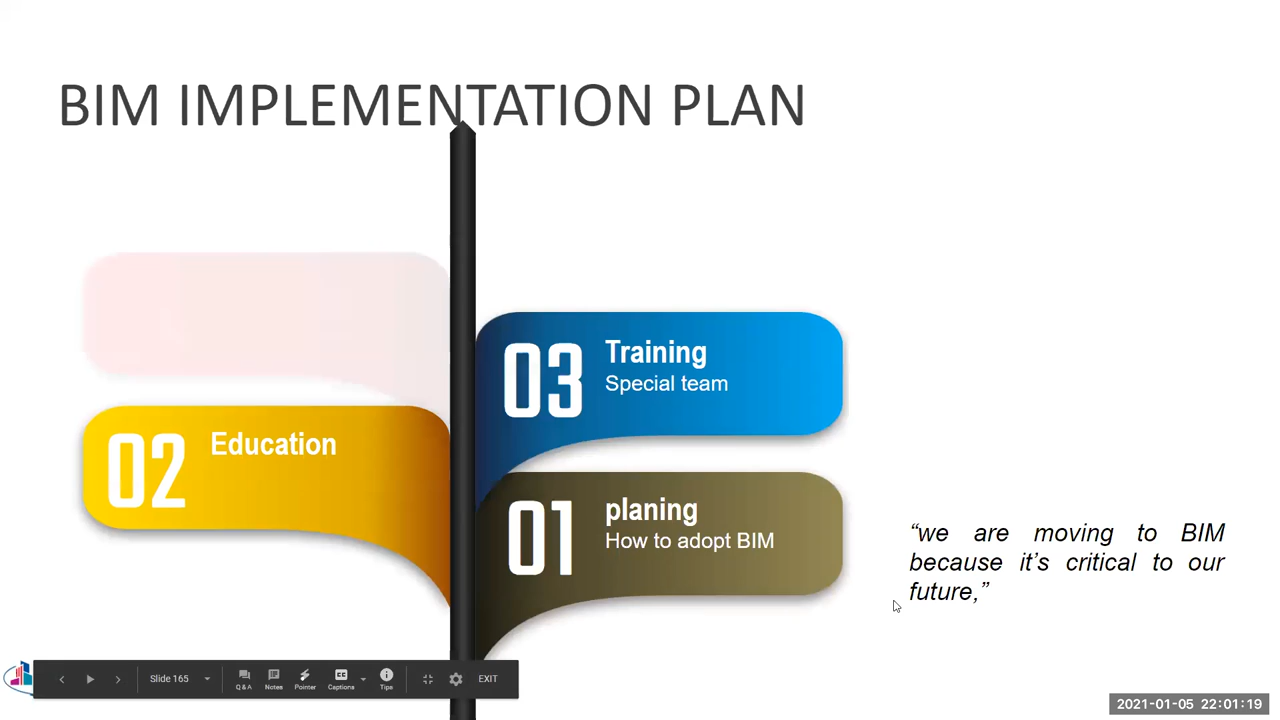 BIM IMPLEMENTATION PLAN
03
Training
Special team
02
Education
01
planing
How to adopt BIM
“we are moving to BIM
because it’s critical to our
future,”
Slide 165
Q & A
Notes
Pointer
Captions
Tips
EXIT
2021-01-05 22:01:19